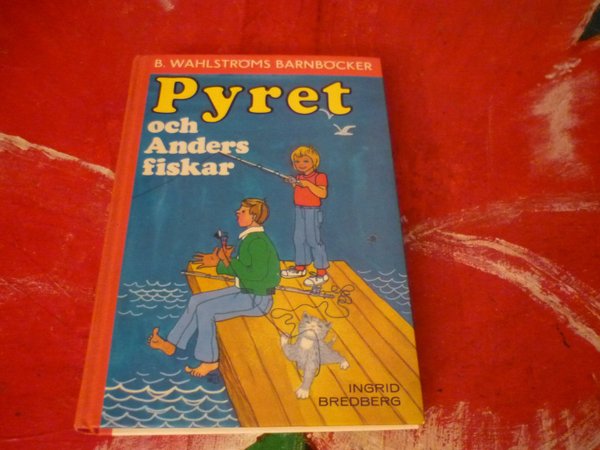 B. WAHLSTRÖMS BARNBÖCKER
Pyret
och
Anders
fiskar
INGRID
BREDBERG